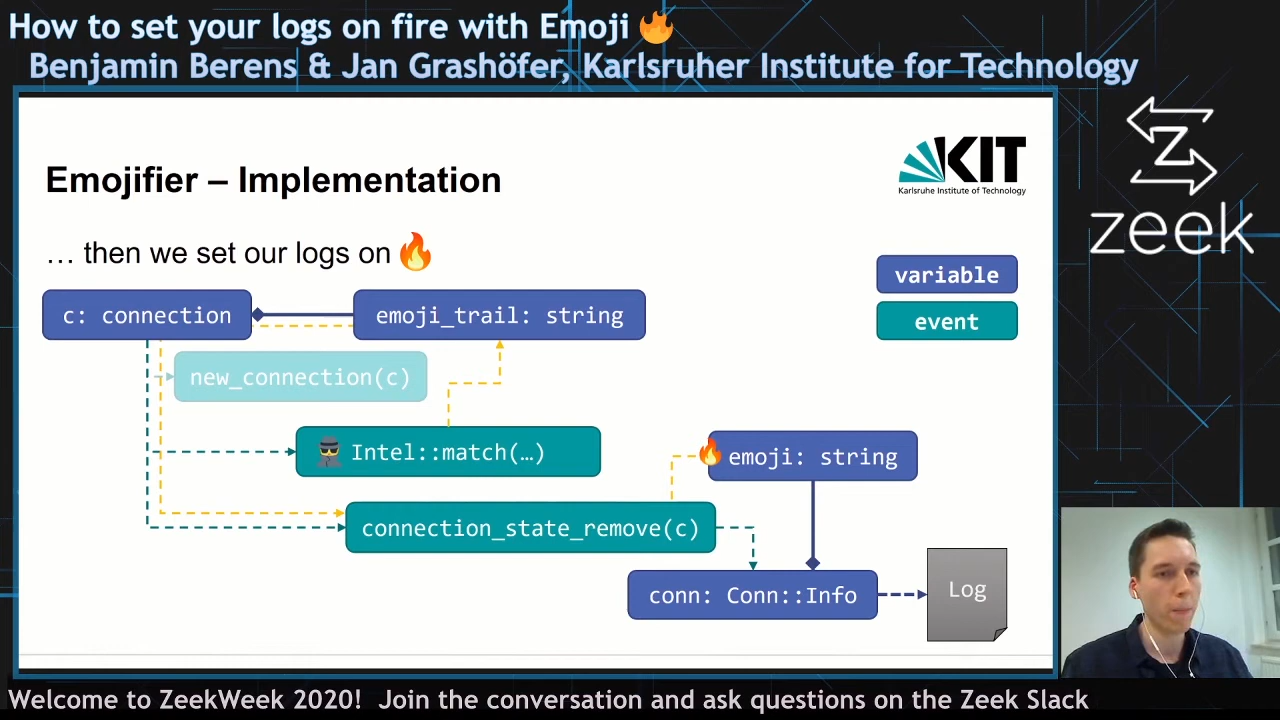 How to set your logs on fire with Emoji 🔥
Benjamin Berens & Jan Grashöfer, Karlsruher Institute for Technology
KIT
Karlsruhe Institute of Technology
zeek
Emojifier – Implementation
… then we set our logs on 🔥
variable
event
c: connection
emoji_trail: string
new_connection(c)
Intel::match(…)
emoji: string
connection_state_remove(c)
conn: Conn::Info
Log
Welcome to ZeekWeek 2020! Join the conversation and ask questions on the Zeek Slack